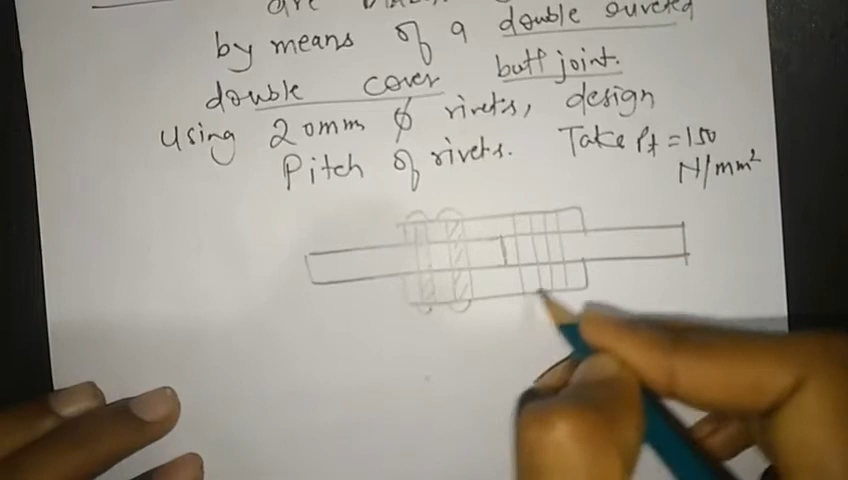 are
by means of a double riveted
double cover butt joint.
Using 20mm ϕ rivets, design
Pitch of rivets. Take Pt = 150
N/mm²